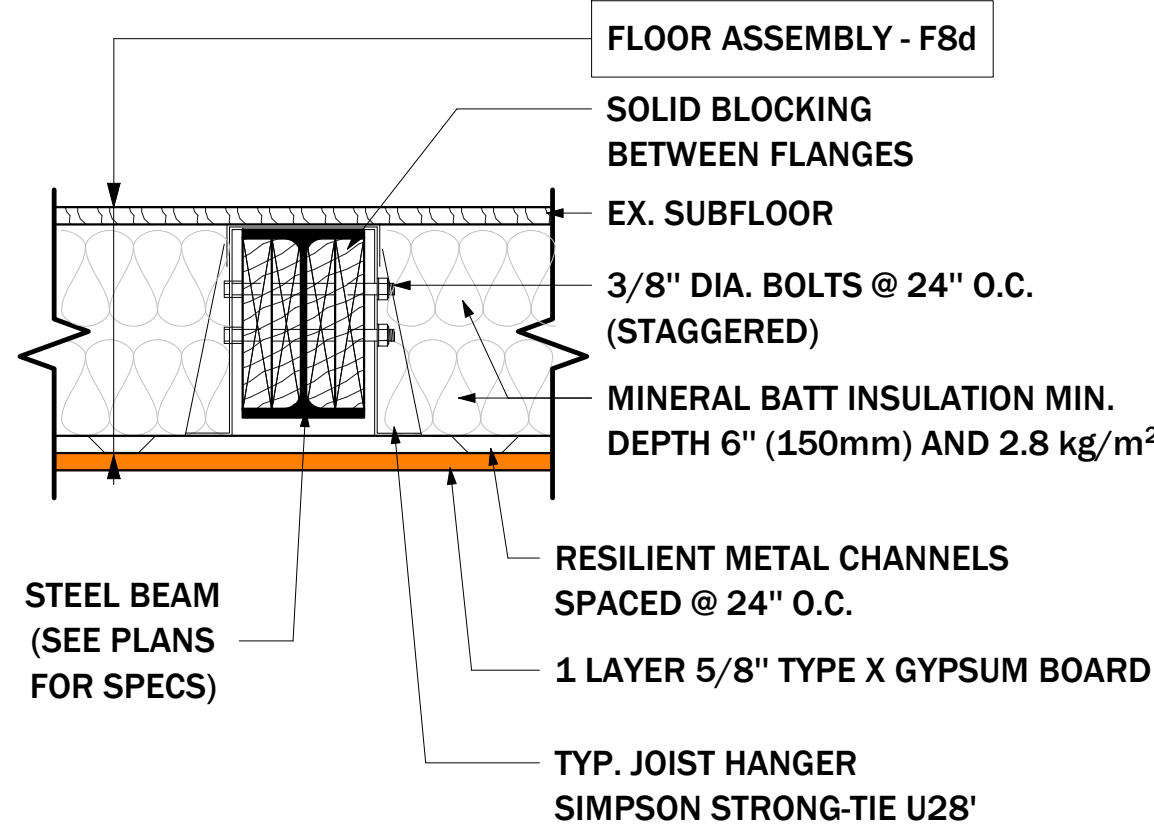 FLOOR ASSEMBLY - F8d
SOLID BLOCKING
BETWEEN FLANGES
EX. SUBFLOOR
3/8" DIA. BOLTS @ 24" O.C.
(STAGGERED)
MINERAL BATT INSULATION MIN.
DEPTH 6" (150mm) AND 2.8 kg/m²
RESILIENT METAL CHANNELS
SPACED @ 24" O.C.
STEEL BEAM
(SEE PLANS
FOR SPECS)
1 LAYER 5/8" TYPE X GYPSUM BOARD
TYP. JOIST HANGER
SIMPSON STRONG-TIE U28'